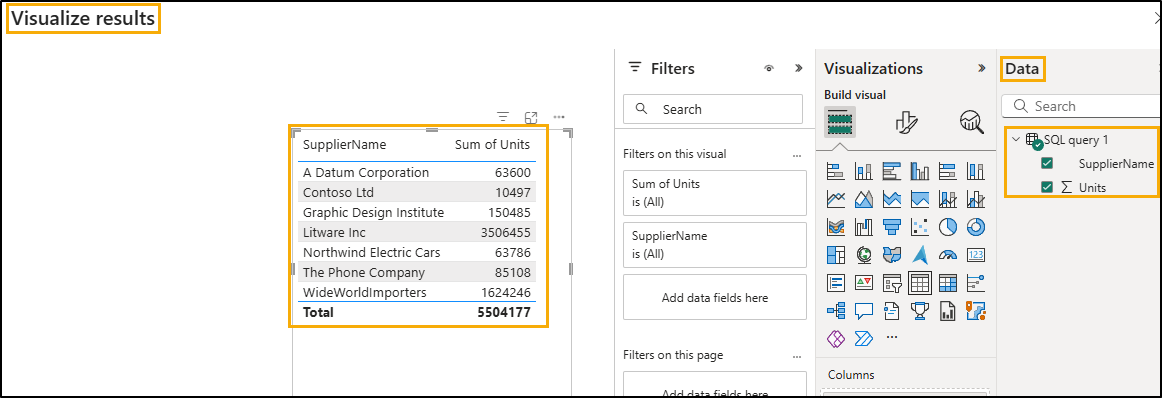 Visualize results
SupplierName Sum of Units
A Datum Corporation 63600
Contoso Ltd 10497
Graphic Design Institute 150485
Litware Inc 3506455
Northwind Electric Cars 63786
The Phone Company 85108
WideWorldImporters 1624246
Total 5504177
Filters
Search
Filters on this visual
Sum of Units
is (All)
SupplierName
is (All)
Add data fields here
Filters on this page
Add data fields here
Visualizations
Build visual
123
Columns
Data
Search
SQL query 1
SupplierName
Units